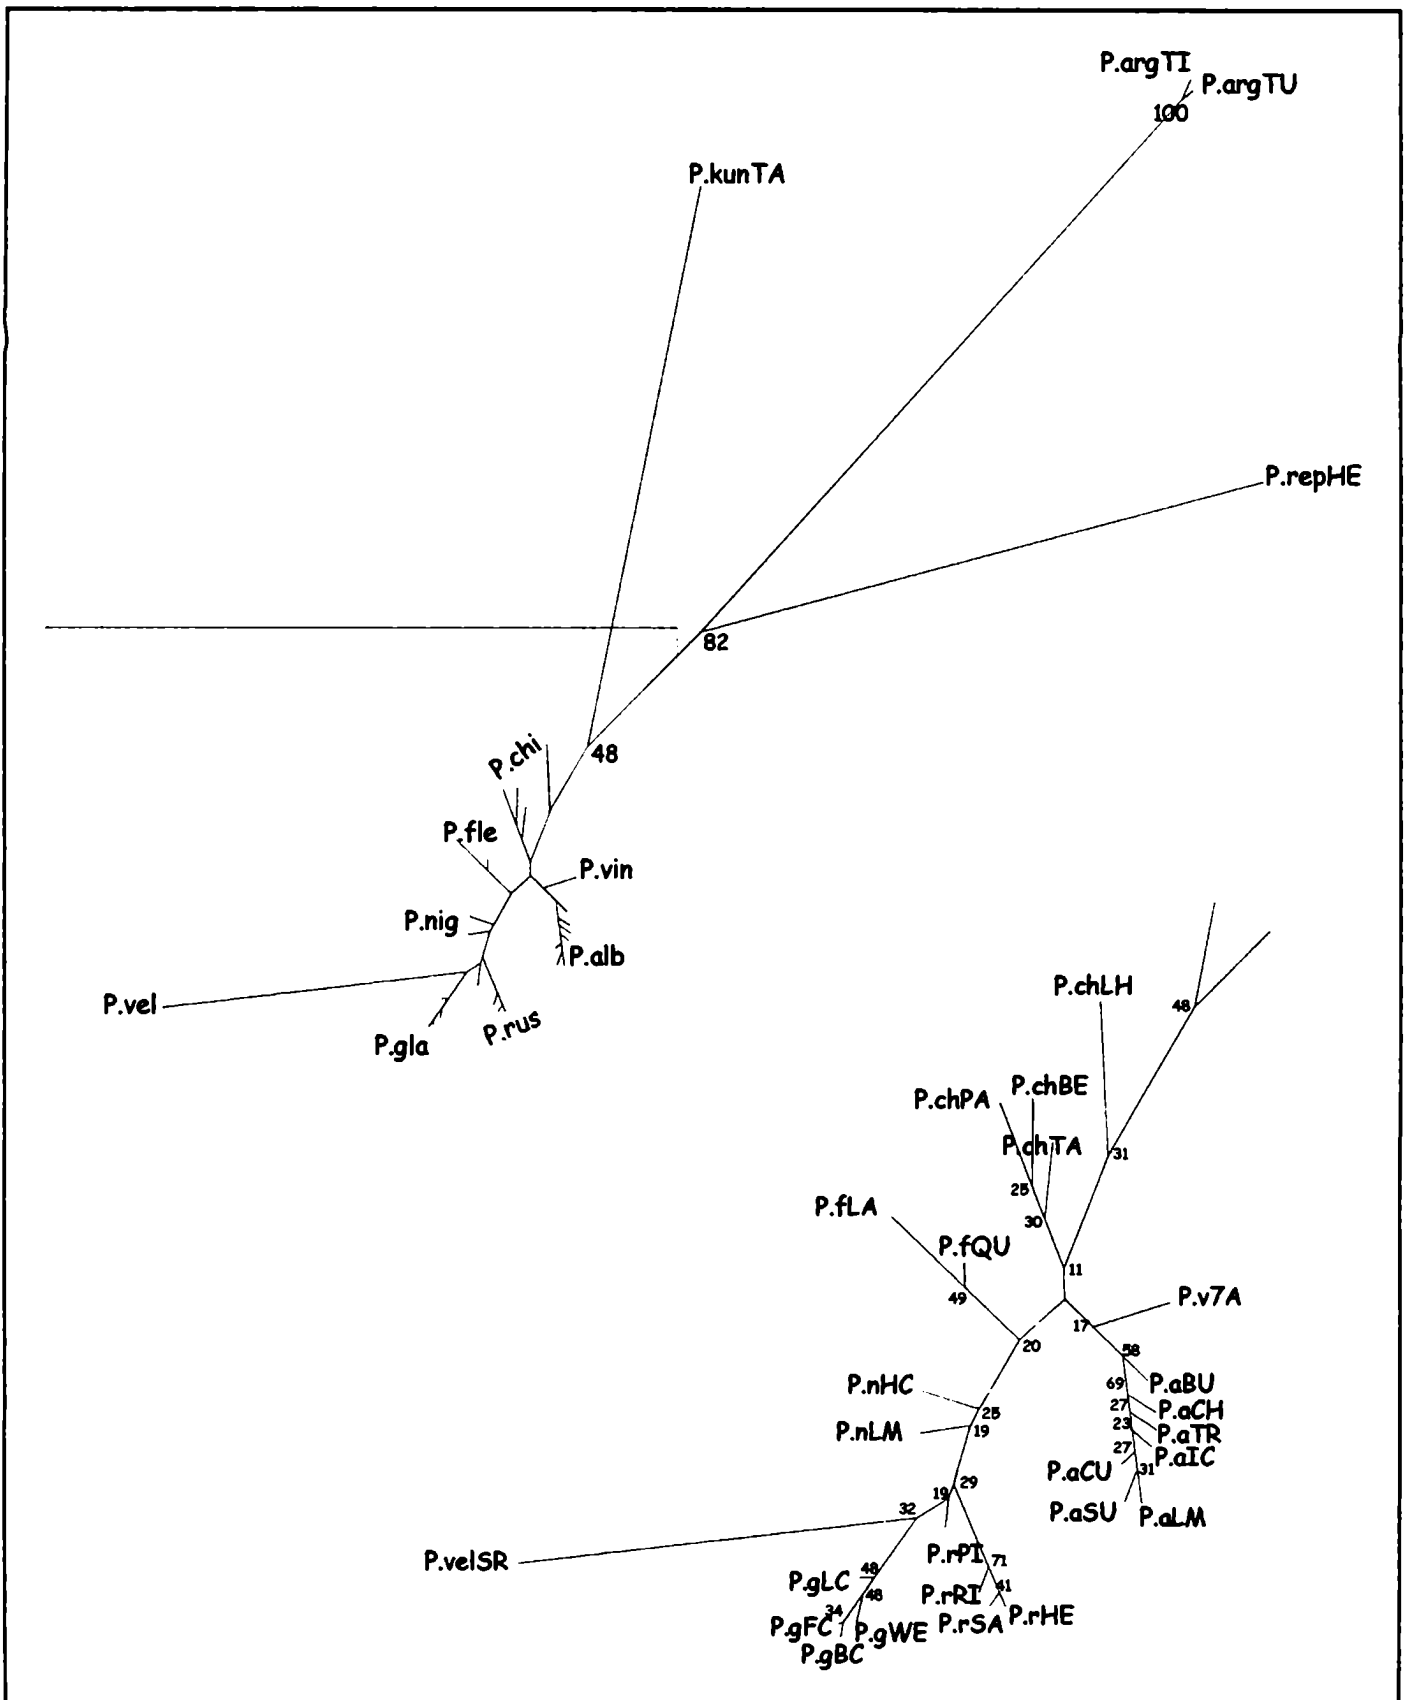 P.argTI
P.argTU
100
P.kunTA
P.repHE
82
48
P.chi
P.fle
P.vin
P.nig
P.alb
P.vel
P.rus
P.gla
P.chLH
48
P.chBE
P.chPA
P.chTA
31
25
P.fLA
30
P.fQU
11
49
P.v7A
17
20
58
P.nHC
69
P.aBU
27
P.aCH
25
23
P.aTR
P.nLM
19
27
P.aIC
P.aCU
31
29
19
32
P.aSU
P.aLM
P.velSR
P.rPI
71
48
P.gLC
41
48
P.rRI
34
P.rHE
P.gFC
P.rSA
P.gWE
P.gBC